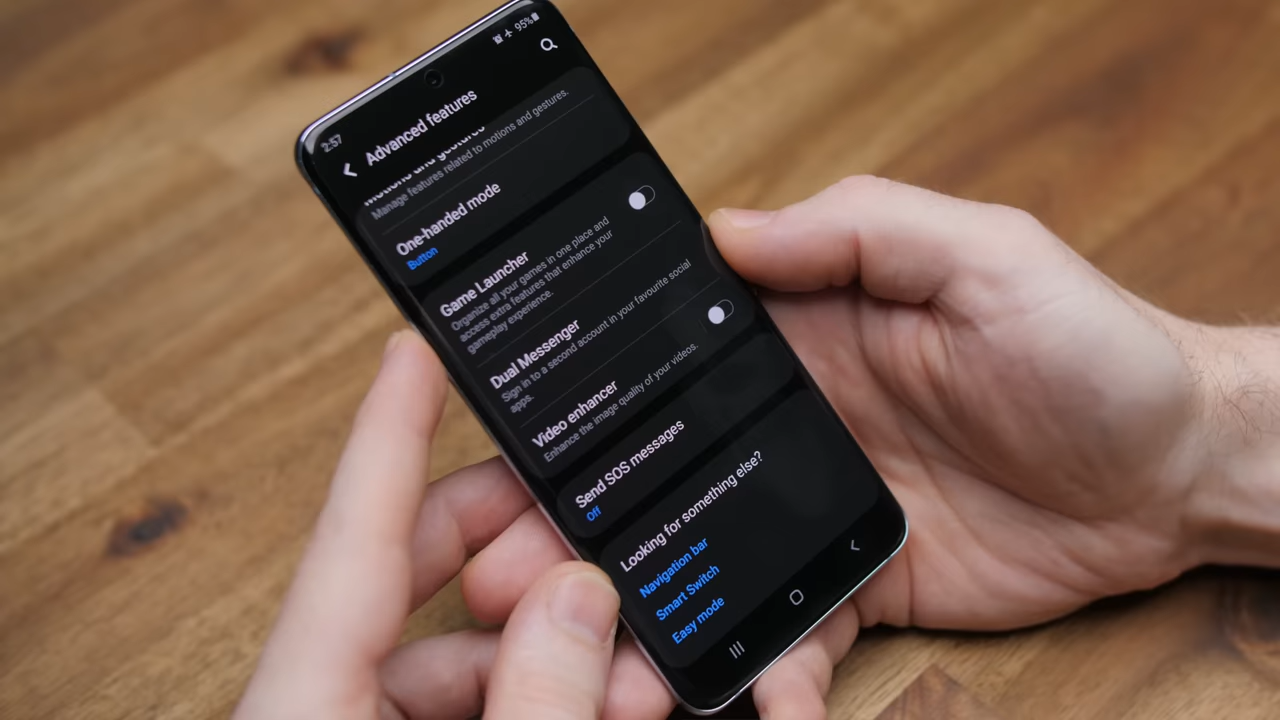 2:57
95%
Advanced features
Motions and gestures
Manage features related to motions and gestures.
One-handed mode
Button
Game Launcher
Organize all your games in one place and
access extra features that enhance your
gameplay experience.
Dual Messenger
Sign in to a second account in your favourite social
apps.
Video enhancer
Enhance the image quality of your videos.
Send SOS messages
Off
Looking for something else?
Navigation bar
Smart Switch
Easy mode